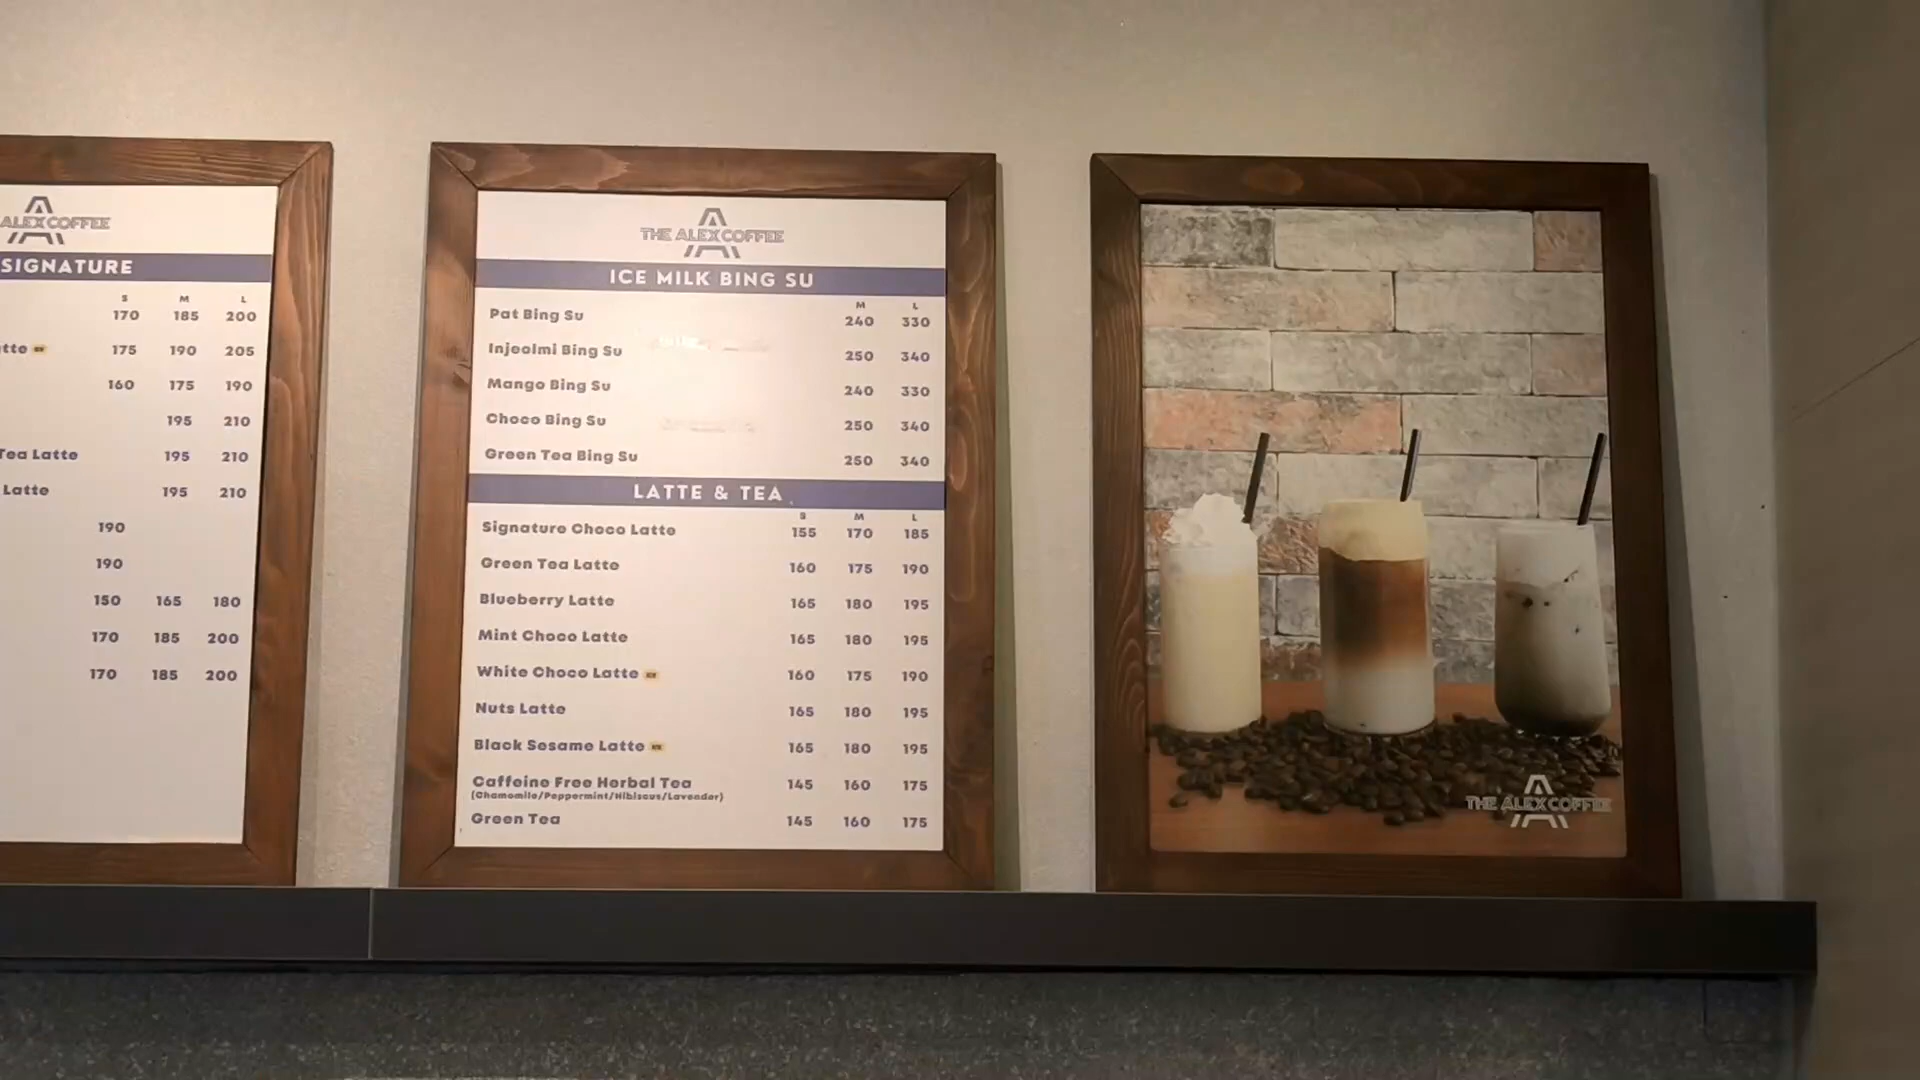 ALEX COFFEE
SIGNATURE
S M L
170 185 200
175 190 205
160 175 190
195 210
Tea Latte 195 210
Latte 195 210
190
190
150 165 180
170 185 200
170 185 200
THE ALEX COFFEE
ICE MILK BING SU
M L
Pat Bing Su 240 330
Injeolmi Bing Su 250 340
Mango Bing Su 240 330
Choco Bing Su 250 340
Green Tea Bing Su 250 340
LATTE & TEA
S M L
Signature Choco Latte 155 170 185
Green Tea Latte 160 175 190
Blueberry Latte 165 180 195
Mint Choco Latte 165 180 195
White Choco Latte 160 175 190
Nuts Latte 165 180 195
Black Sesame Latte 165 180 195
Caffeine Free Herbal Tea 145 160 175
(Chamomile/Peppermint/Hibiscus/Lavender)
Green Tea 145 160 175
THE ALEX COFFEE